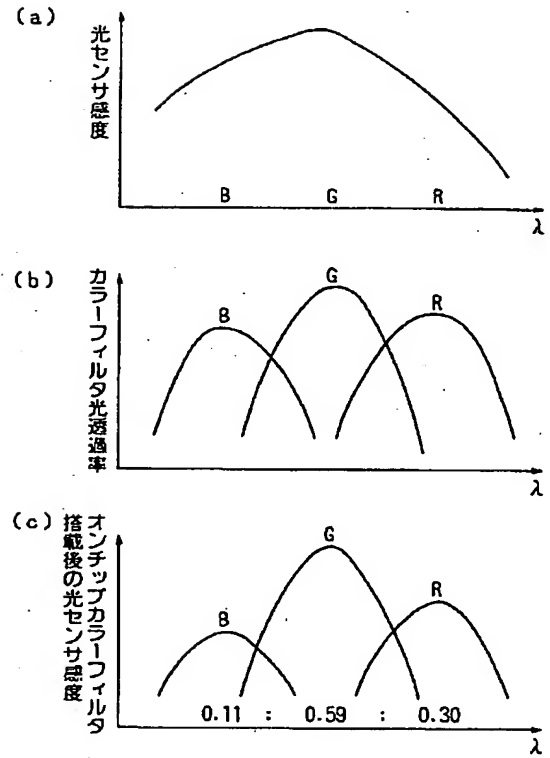 (a)
光センサ感度
B G R
λ
(b)
カラーフィルタ光透過率
B G R
λ
(c)
オンチップカラーフィルタ
搭載後の光センサ感度
B G R
0.11 : 0.59 : 0.30
λ